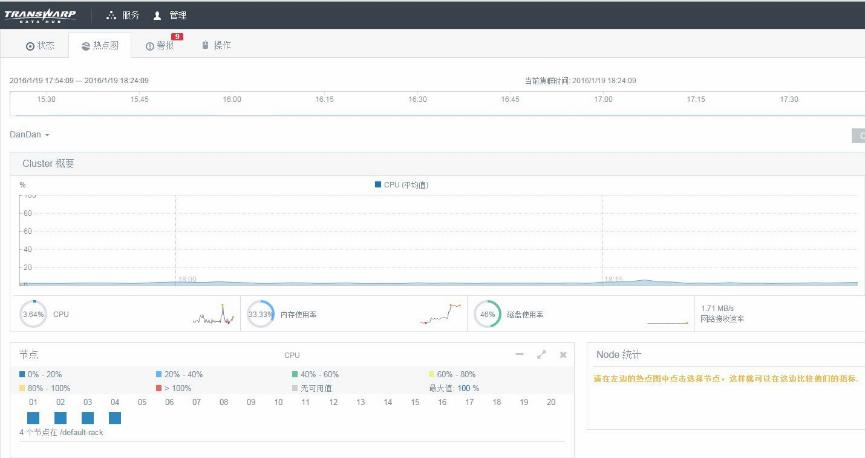 TRANSWARP
DATA HUB
服务 管理
状态 热点图 警报 9 操作
2016/1/19 17:54:09 — 2016/1/19 18:24:09 当前集群时间: 2016/1/19 18:24:09
15:30 15:45 16:00 16:15 16:30 16:45 17:00 17:15 17:30
DanDan
Cluster 概要
% CPU (平均值)
100
80
60
40
20
18:00 18:15
3.64% CPU 33.33% 内存使用率 46% 磁盘使用率 1.71 MB/s
网络接收速率
节点 CPU Node 统计
0% - 20% 20% - 40% 40% - 60% 60% - 80%
请在左边的热点图中点击选择节点，这样就可以在这边比较他们的指标.
80% - 100% > 100% 无可用值 最大值: 100 %
01 02 03 04 05 06 07 08 09 10 11 12 13 14 15 16 17 18 19 20
4 个节点在 /default-rack